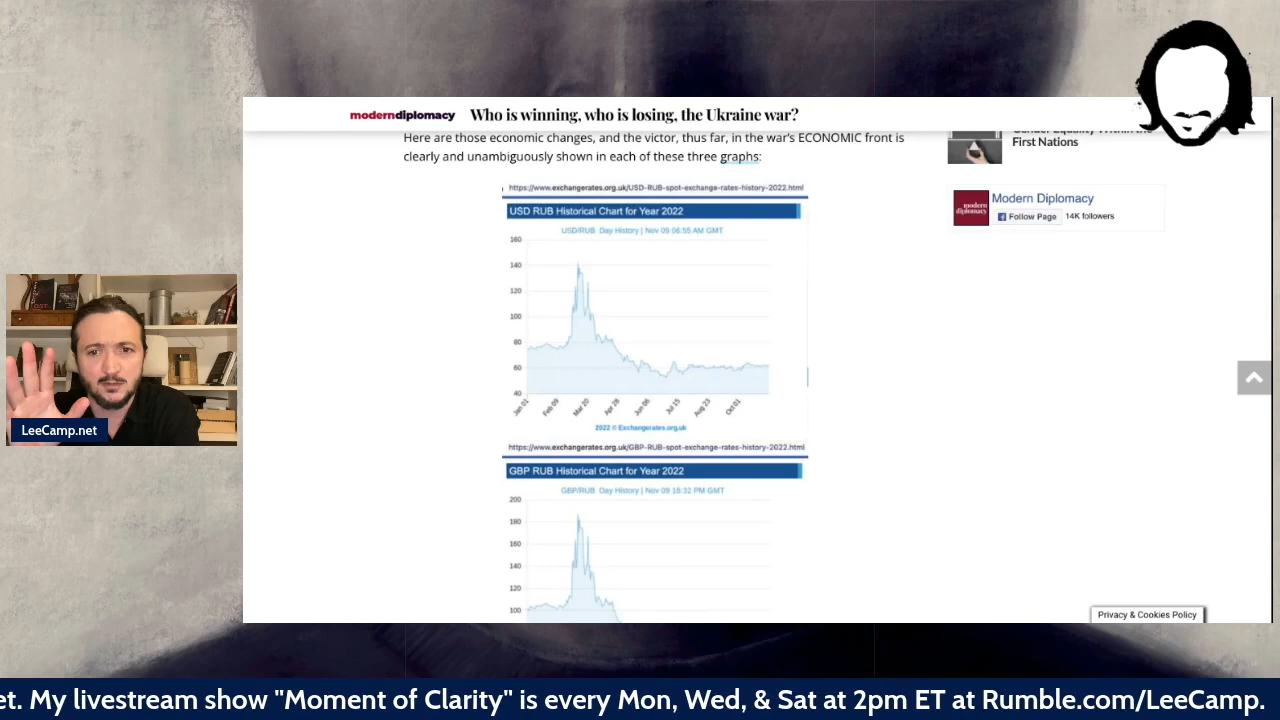 moderndiplomacy Who is winning, who is losing, the Ukraine war?
Here are those economic changes, and the victor, thus far, in the war's ECONOMIC front is
clearly and unambiguously shown in each of these three graphs:
Gender Equality Within the
First Nations
modern
diplomacy
Modern Diplomacy
Follow Page 14K followers
https://www.exchangerates.org.uk/USD-RUB-spot-exchange-rates-history-2022.html
USD RUB Historical Chart for Year 2022
USD/RUB Day History | Nov 09 06:55 AM GMT
160
140
120
100
80
60
40
Jan 01
Feb 09
Mar 20
Apr 28
Jun 06
Jul 15
Aug 23
Oct 01
2022 © Exchangerates.org.uk
https://www.exchangerates.org.uk/GBP-RUB-spot-exchange-rates-history-2022.html
GBP RUB Historical Chart for Year 2022
GBP/RUB Day History | Nov 09 18:32 PM GMT
200
180
160
140
120
100
LeeCamp.net
Privacy & Cookies Policy
et. My livestream show "Moment of Clarity" is every Mon, Wed, & Sat at 2pm ET at Rumble.com/LeeCamp.